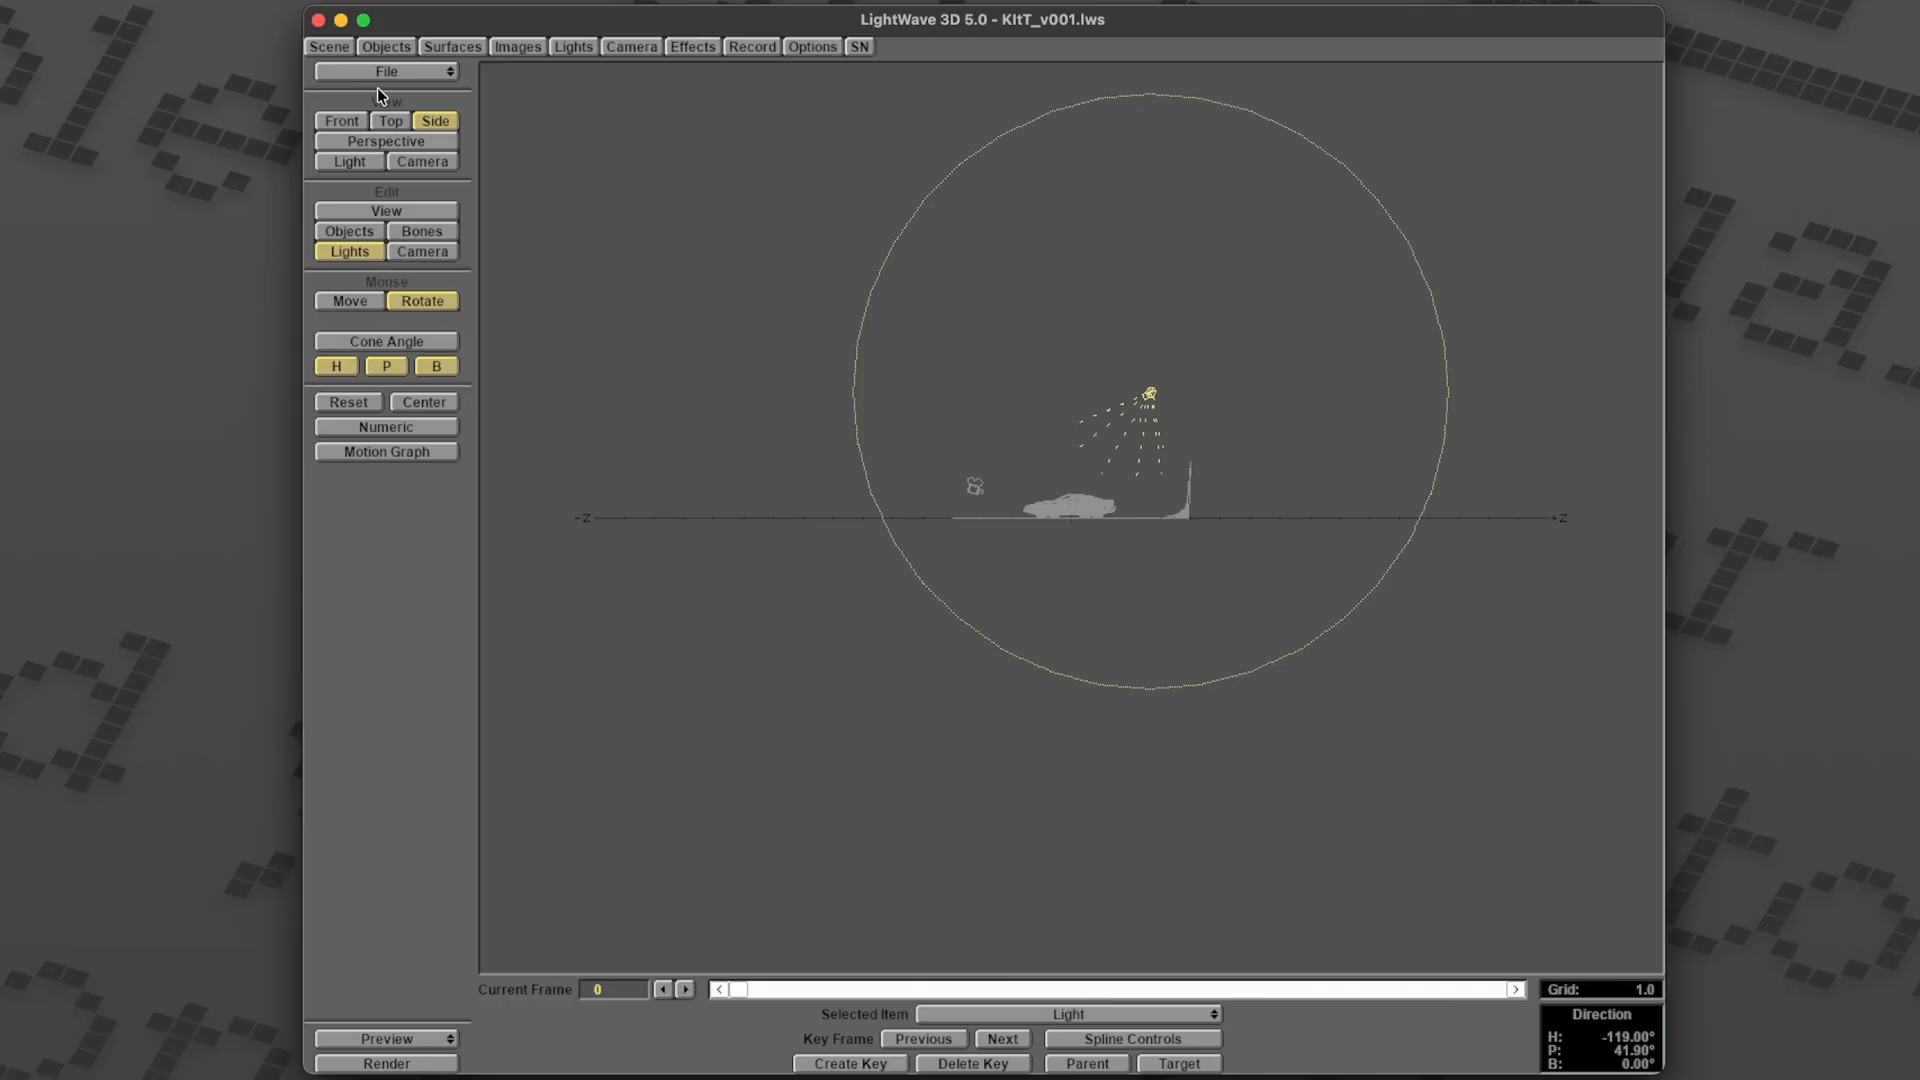 LightWave 3D 5.0 - KItT_v001.lws
Scene Objects Surfaces Images Lights Camera Effects Record Options SN
File
View
Front Top Side
Perspective
Light Camera
Edit
View
Objects Bones
Lights Camera
Mouse
Move Rotate
Cone Angle
H P B
Reset Center
Numeric
Motion Graph
-Z +Z
Current Frame 0 Grid: 1.0
Selected Item Light
Direction
Preview Key Frame Previous Next Spline Controls H: -119.00°
P: 41.90°
Render Create Key Delete Key Parent Target B: 0.00°